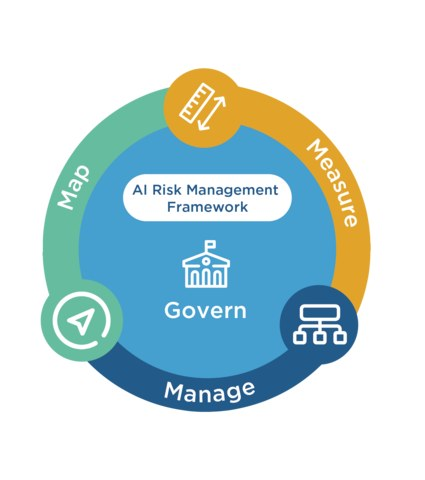 Map
Measure
AI Risk Management
Framework
Govern
Manage